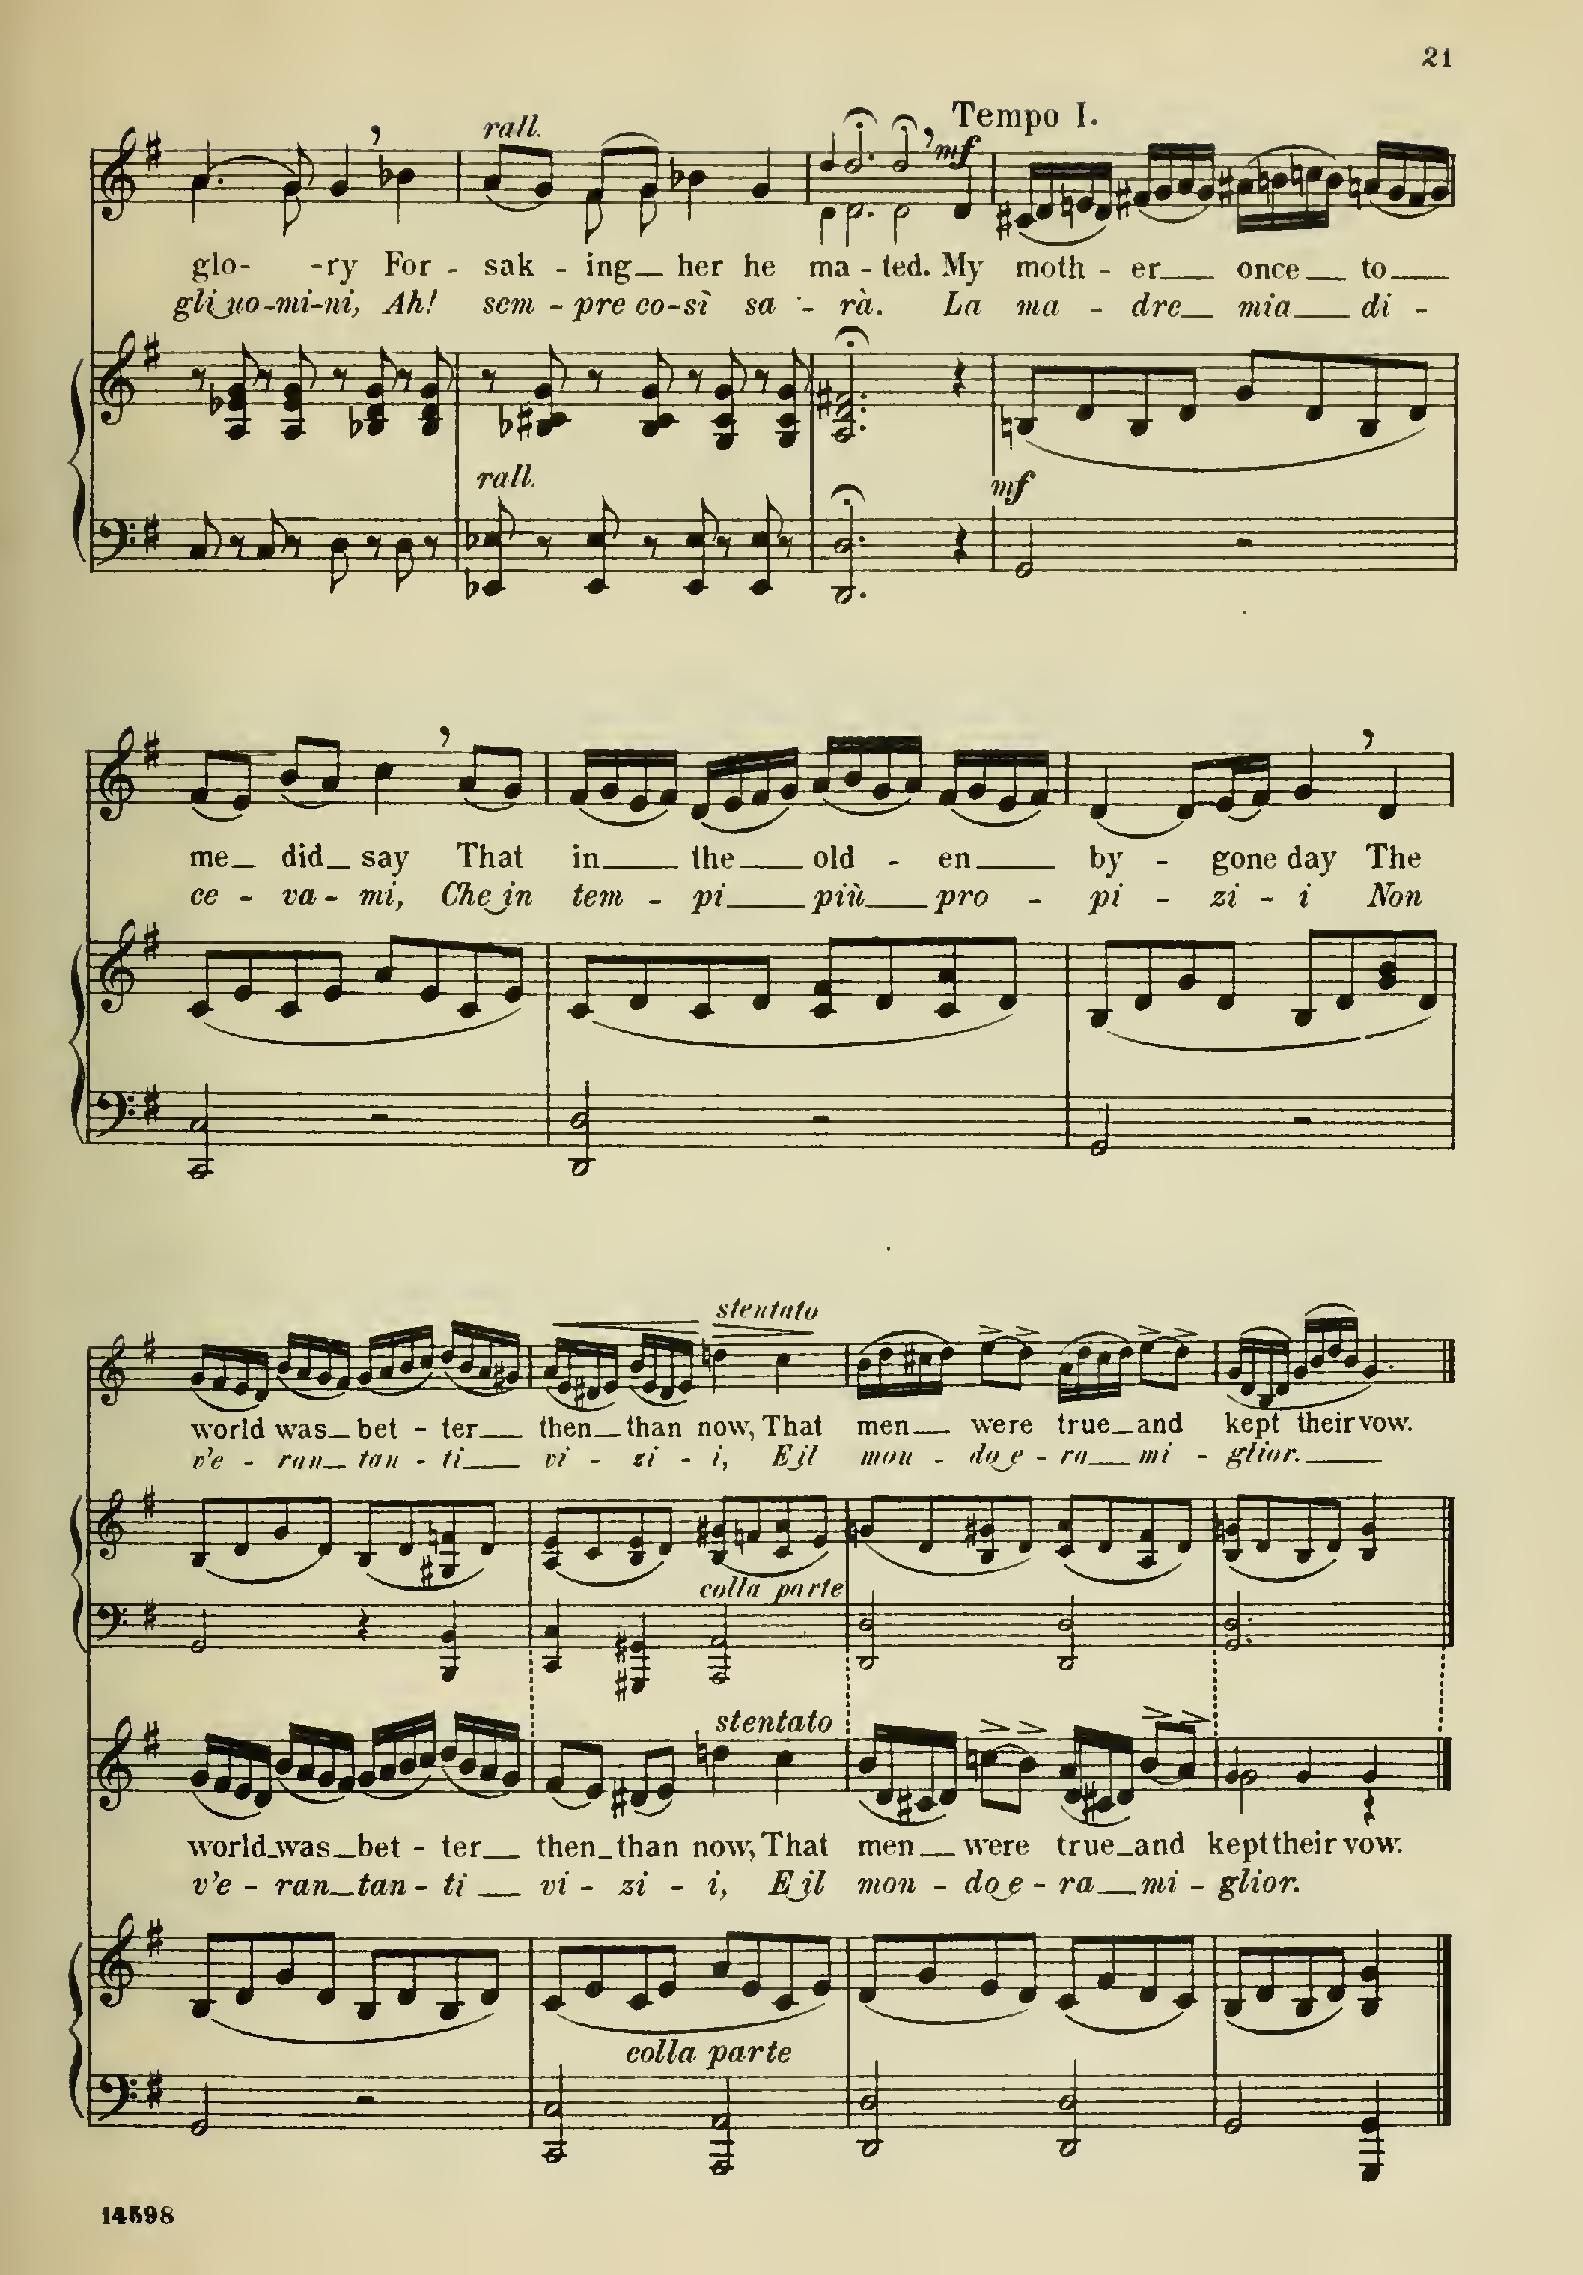 21
rall.
Tempo I.
mf
glo- -ry For - sak - ing her he ma - ted. My moth - er once to
gli uo-mi-ni, Ah! sem - pre co-sì sa - rà. La ma - dre mia di -
rall.
mf
me did say That in the old - en by - gone day The
ce - va - mi, Che in tem - pi più pro - pi - zi - i Non
stentato
world was bet - ter then than now, That men were true and kept their vow.
v'e - ran tan - ti vi - zi - i, E il mon - do e - ra mi - glior.
colla parte
stentato
world was bet - ter then than now, That men were true and kept their vow.
v'e - ran tan - ti vi - zi - i, E il mon - do e - ra mi - glior.
colla parte
14598